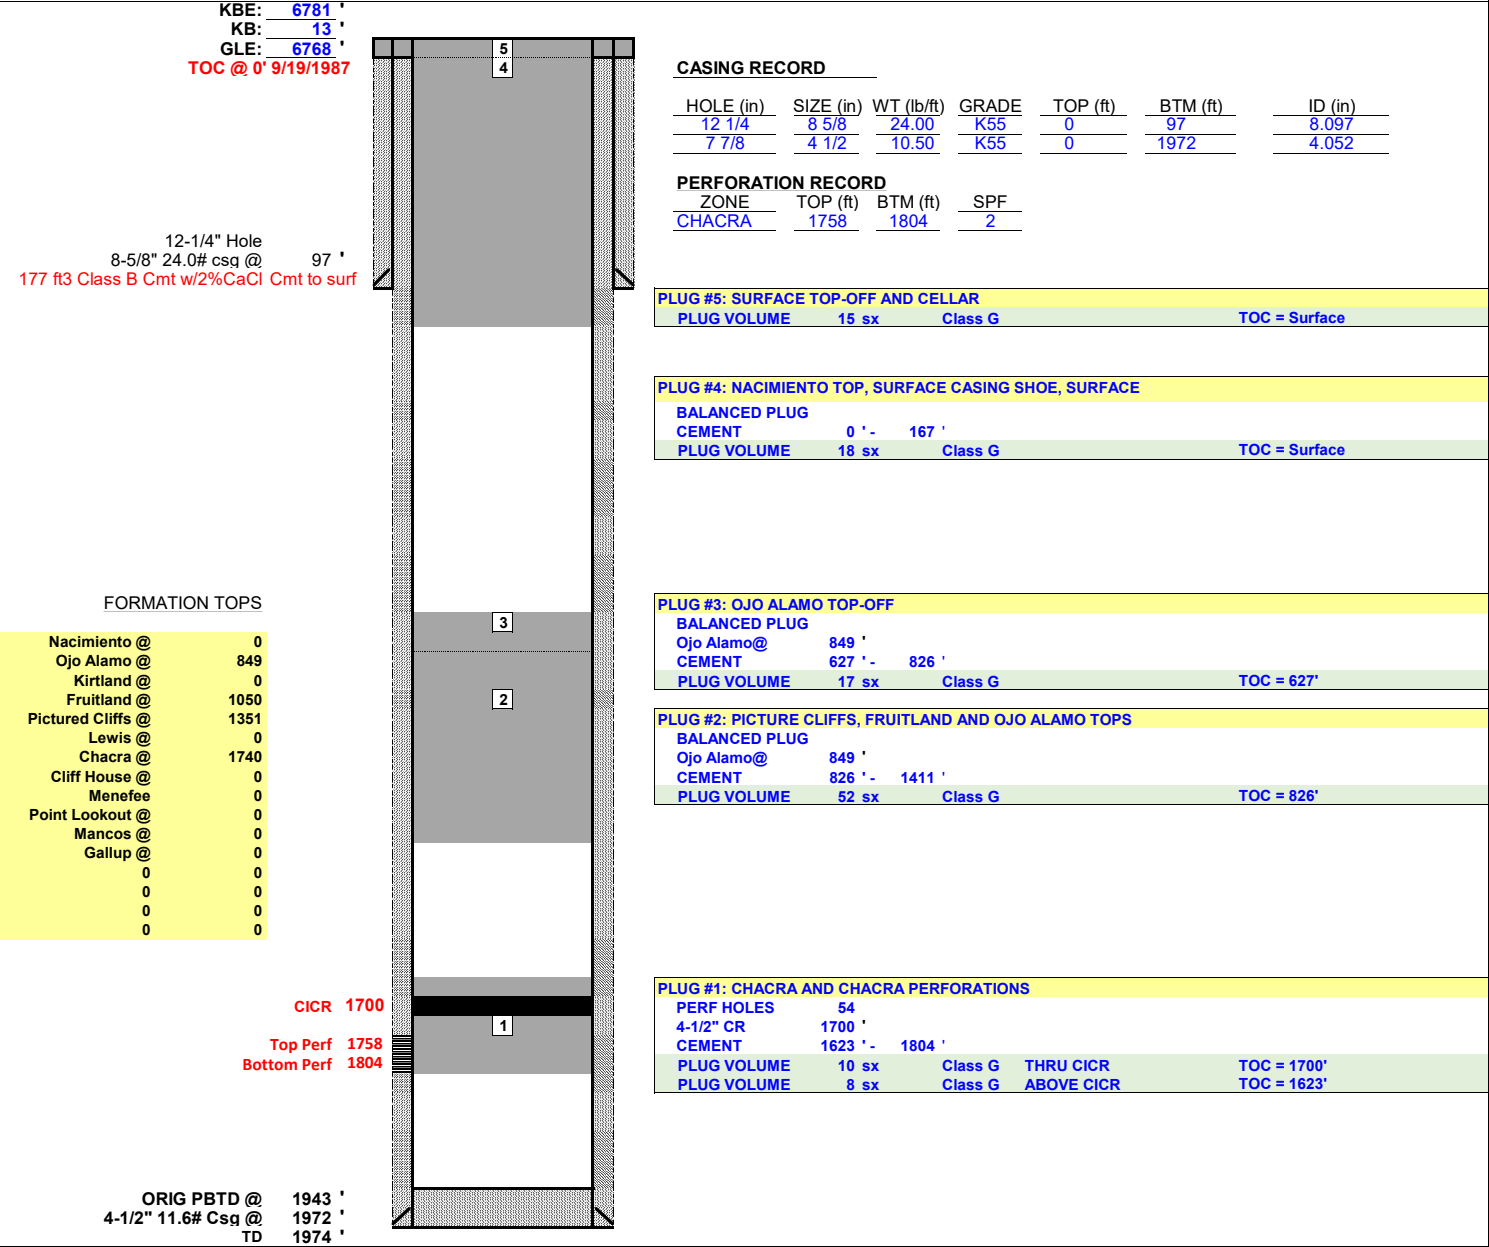 KBE: 6781 '
KB: 13 '
GLE: 6768 '
TOC @ 0' 9/19/1987
5
4
CASING RECORD
HOLE (in) SIZE (in) WT (lb/ft) GRADE TOP (ft) BTM (ft) ID (in)
12 1/4 8 5/8 24.00 K55 0 97 8.097
7 7/8 4 1/2 10.50 K55 0 1972 4.052
PERFORATION RECORD
ZONE TOP (ft) BTM (ft) SPF
CHACRA 1758 1804 2
12-1/4" Hole
8-5/8" 24.0# csg @ 97 '
177 ft3 Class B Cmt w/2%CaCl Cmt to surf
PLUG #5: SURFACE TOP-OFF AND CELLAR
PLUG VOLUME 15 sx Class G TOC = Surface
PLUG #4: NACIMIENTO TOP, SURFACE CASING SHOE, SURFACE
BALANCED PLUG
CEMENT 0 ' - 167 '
PLUG VOLUME 18 sx Class G TOC = Surface
FORMATION TOPS
Nacimiento @ 0
Ojo Alamo @ 849
Kirtland @ 0
Fruitland @ 1050
Pictured Cliffs @ 1351
Lewis @ 0
Chacra @ 1740
Cliff House @ 0
Menefee 0
Point Lookout @ 0
Mancos @ 0
Gallup @ 0
0 0
0 0
0 0
0 0
3
2
PLUG #3: OJO ALAMO TOP-OFF
BALANCED PLUG
Ojo Alamo@ 849 '
CEMENT 627 ' - 826 '
PLUG VOLUME 17 sx Class G TOC = 627'
PLUG #2: PICTURE CLIFFS, FRUITLAND AND OJO ALAMO TOPS
BALANCED PLUG
Ojo Alamo@ 849 '
CEMENT 826 ' - 1411 '
PLUG VOLUME 52 sx Class G TOC = 826'
CICR 1700
1
Top Perf 1758
Bottom Perf 1804
PLUG #1: CHACRA AND CHACRA PERFORATIONS
PERF HOLES 54
4-1/2" CR 1700 '
CEMENT 1623 ' - 1804 '
PLUG VOLUME 10 sx Class G THRU CICR TOC = 1700'
PLUG VOLUME 8 sx Class G ABOVE CICR TOC = 1623'
ORIG PBTD @ 1943 '
4-1/2" 11.6# Csg @ 1972 '
TD 1974 '